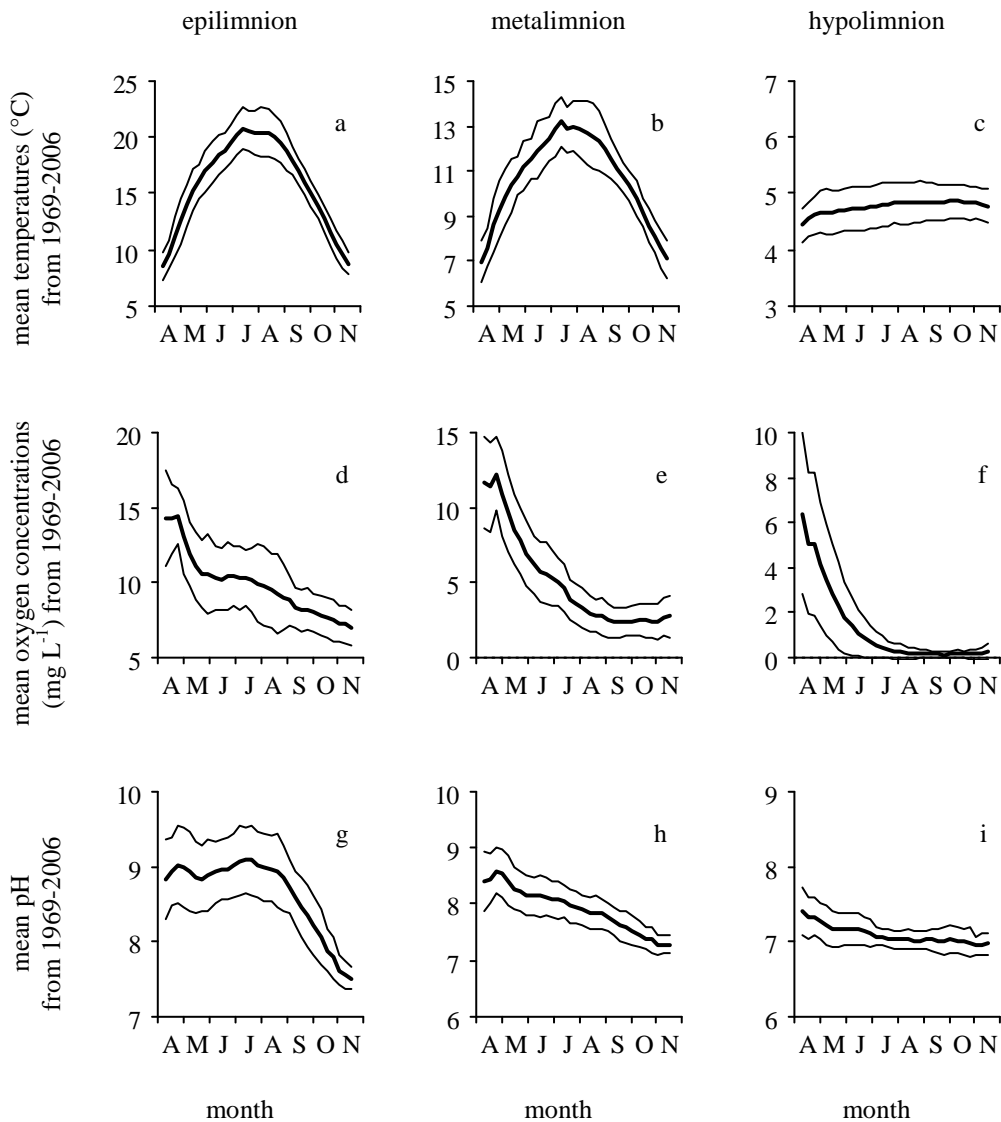 epilimnion metalimnion hypolimnion
mean temperatures (°C)
from 1969-2006
25
20
15
10
5
a
A M J J A S O N
15
13
11
9
7
5
b
A M J J A S O N
7
6
5
4
3
c
A M J J A S O N
mean oxygen concentrations
(mg L⁻¹) from 1969-2006
20
15
10
5
d
A M J J A S O N
15
10
5
0
e
A M J J A S O N
10
8
6
4
2
0
f
A M J J A S O N
mean pH
from 1969-2006
10
9
8
7
g
A M J J A S O N
10
9
8
7
6
h
A M J J A S O N
9
8
7
6
i
A M J J A S O N
month month month